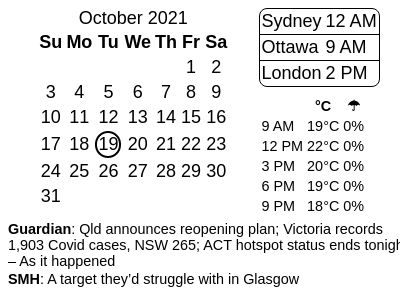 October 2021
Su Mo Tu We Th Fr Sa
1 2
3 4 5 6 7 8 9
10 11 12 13 14 15 16
17 18 19 20 21 22 23
24 25 26 27 28 29 30
31
Sydney 12 AM
Ottawa 9 AM
London 2 PM
°C ☂
9 AM 19°C 0%
12 PM 22°C 0%
3 PM 20°C 0%
6 PM 19°C 0%
9 PM 18°C 0%
Guardian: Qld announces reopening plan; Victoria records
1,903 Covid cases, NSW 265; ACT hotspot status ends tonigh
– As it happened
SMH: A target they’d struggle with in Glasgow